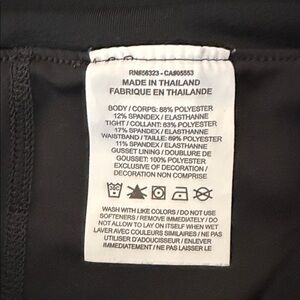 RN#56323 - CA#05553
MADE IN THAILAND
FABRIQUE EN THAILANDE
BODY / CORPS: 88% POLYESTER
12% SPANDEX / ELASTHANNE
TIGHT / COLLANT: 83% POLYESTER
17% SPANDEX / ELASTHANNE
WAISTBAND / TAILLE: 89% POLYESTER
11% SPANDEX / ELASTHANNE
GUSSET LINING / DOUBLURE DE
GOUSSET: 100% POLYESTER
EXCLUSIVE OF DECORATION /
DECORATION NON COMPRISE
WASH WITH LIKE COLORS / DO NOT USE
SOFTENERS / REMOVE IMMEDIATELY / DO
NOT ALLOW TO LAY ON ITSELF WHEN WET
LAVER AVEC COULEURS SIMILAIRES / NE PAS
UTILISER D'ADOUCISSEUR / ENLEVER
IMMEDIATEMENT / NE PAS LAISSER LE